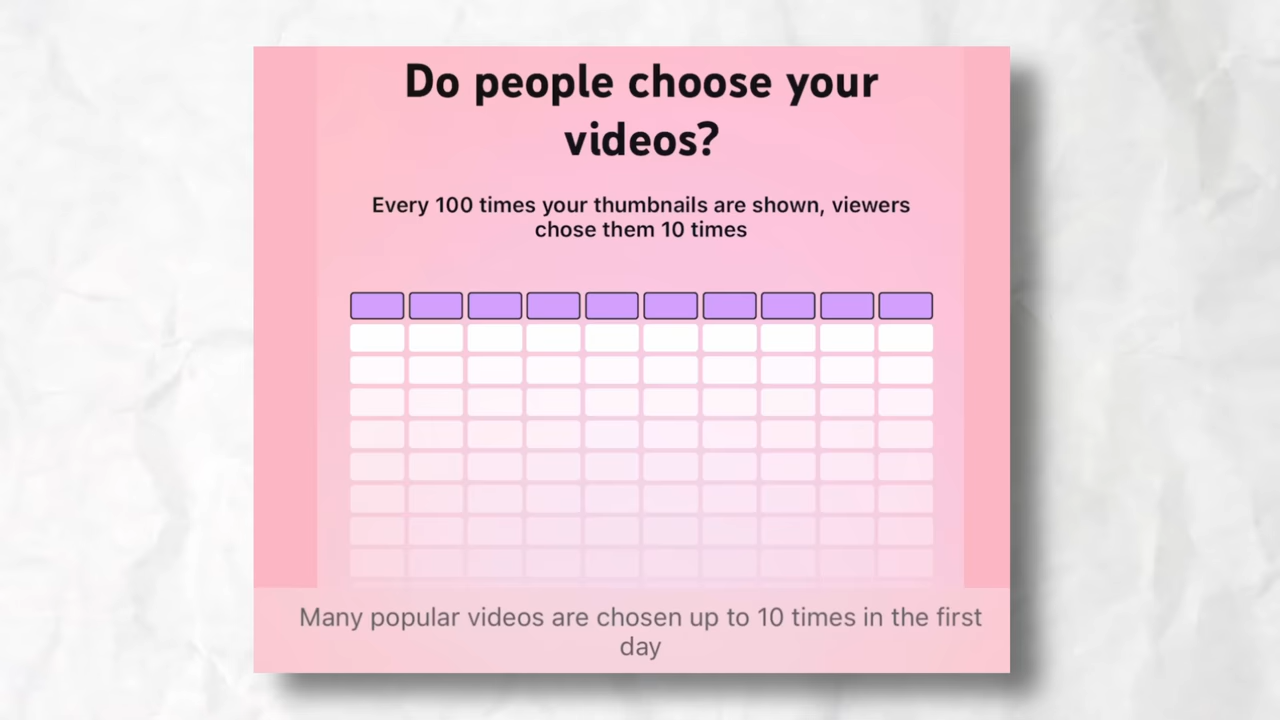 Do people choose your
videos?
Every 100 times your thumbnails are shown, viewers
chose them 10 times
Many popular videos are chosen up to 10 times in the first
day